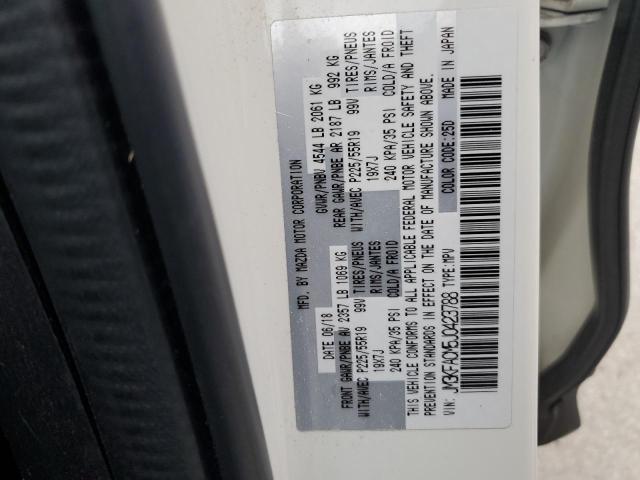 MFD. BY MAZDA MOTOR CORPORATION
DATE 06/18 GVWR/PNBV 4544 LB 2061 KG
FRONT GAWR/PNBE AV 2357 LB 1069 KG REAR GAWR/PNBE AR 2187 LB 992 KG
WITH/AVEC P225/55R19 99V TIRES/PNEUS WITH/AVEC P225/55R19 99V TIRES/PNEUS
19X7J RIMS/JANTES 19X7J RIMS/JANTES
240 KPA/35 PSI COLD/A FROID 240 KPA/35 PSI COLD/A FROID
THIS VEHICLE CONFORMS TO ALL APPLICABLE FEDERAL MOTOR VEHICLE SAFETY AND THEFT
PREVENTION STANDARDS IN EFFECT ON THE DATE OF MANUFACTURE SHOWN ABOVE.
COLOR CODE:25D MADE IN JAPAN
VIN: JM3KFACM5J0423788 TYPE:MPV